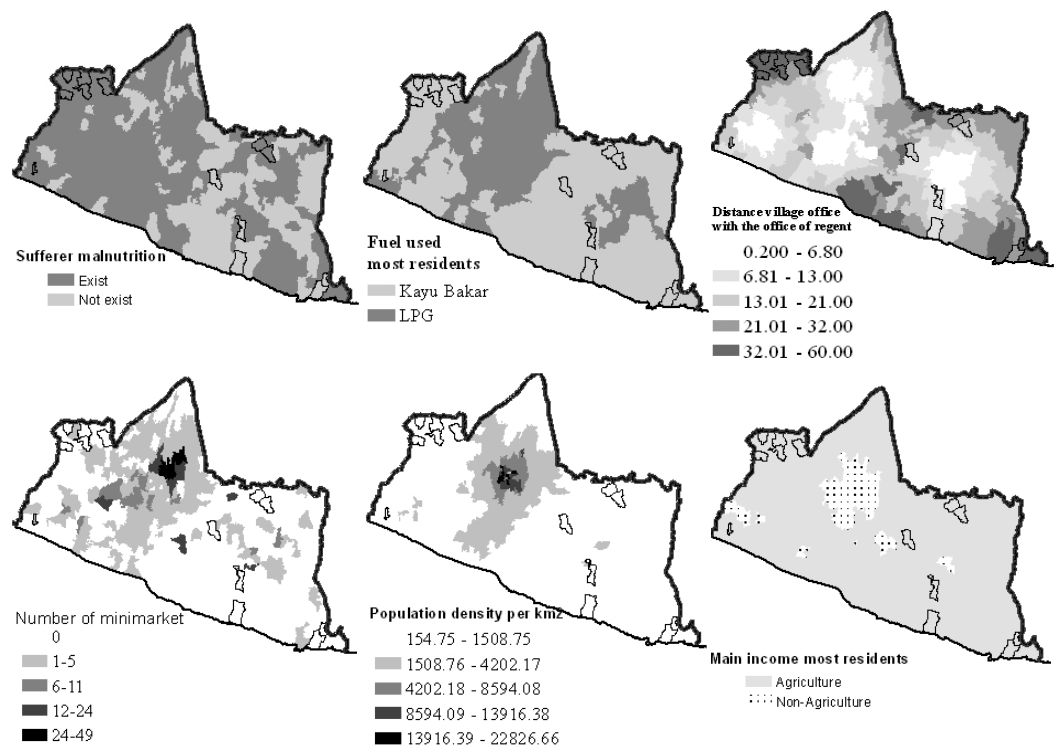 Sufferer malnutrition
Exist
Not exist
Fuel used
most residents
Kayu Bakar
LPG
Distance village office
with the office of regent
0.200 - 6.80
6.81 - 13.00
13.01 - 21.00
21.01 - 32.00
32.01 - 60.00
Number of minimarket
0
1-5
6-11
12-24
24-49
Population density per km2
154.75 - 1508.75
1508.76 - 4202.17
4202.18 - 8594.08
8594.09 - 13916.38
13916.39 - 22826.66
Main income most residents
Agriculture
Non-Agriculture